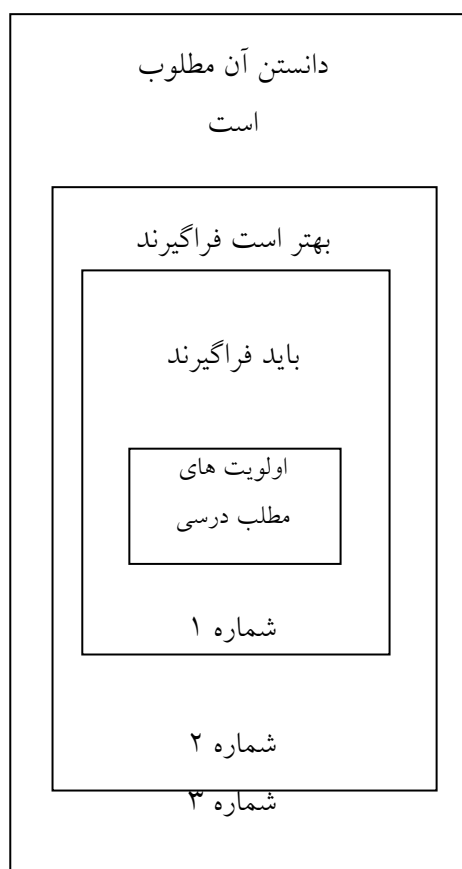 دانستن آن مطلوب
است
بهتر است فراگیرند
باید فراگیرند
اولویت های
مطلب درسی
شماره ۱
شماره ۲
شماره ۳